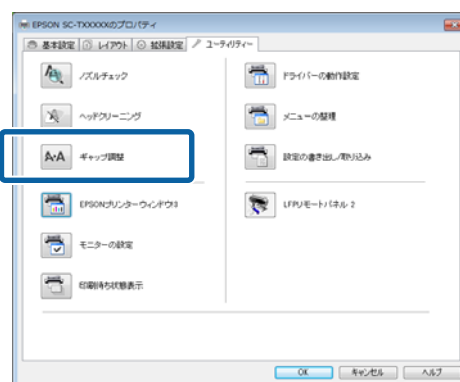 EPSON SC-TXXXXXのプロパティ
基本設定 レイアウト 拡張設定 ユーティリティー
ノズルチェック
ヘッドクリーニング
ギャップ調整
EPSONプリンターウィンドウ!3
モニターの設定
印刷待ち状態表示
ドライバーの動作設定
メニューの整理
設定の書き出し/取り込み
LFPリモートパネル 2
OK キャンセル ヘルプ